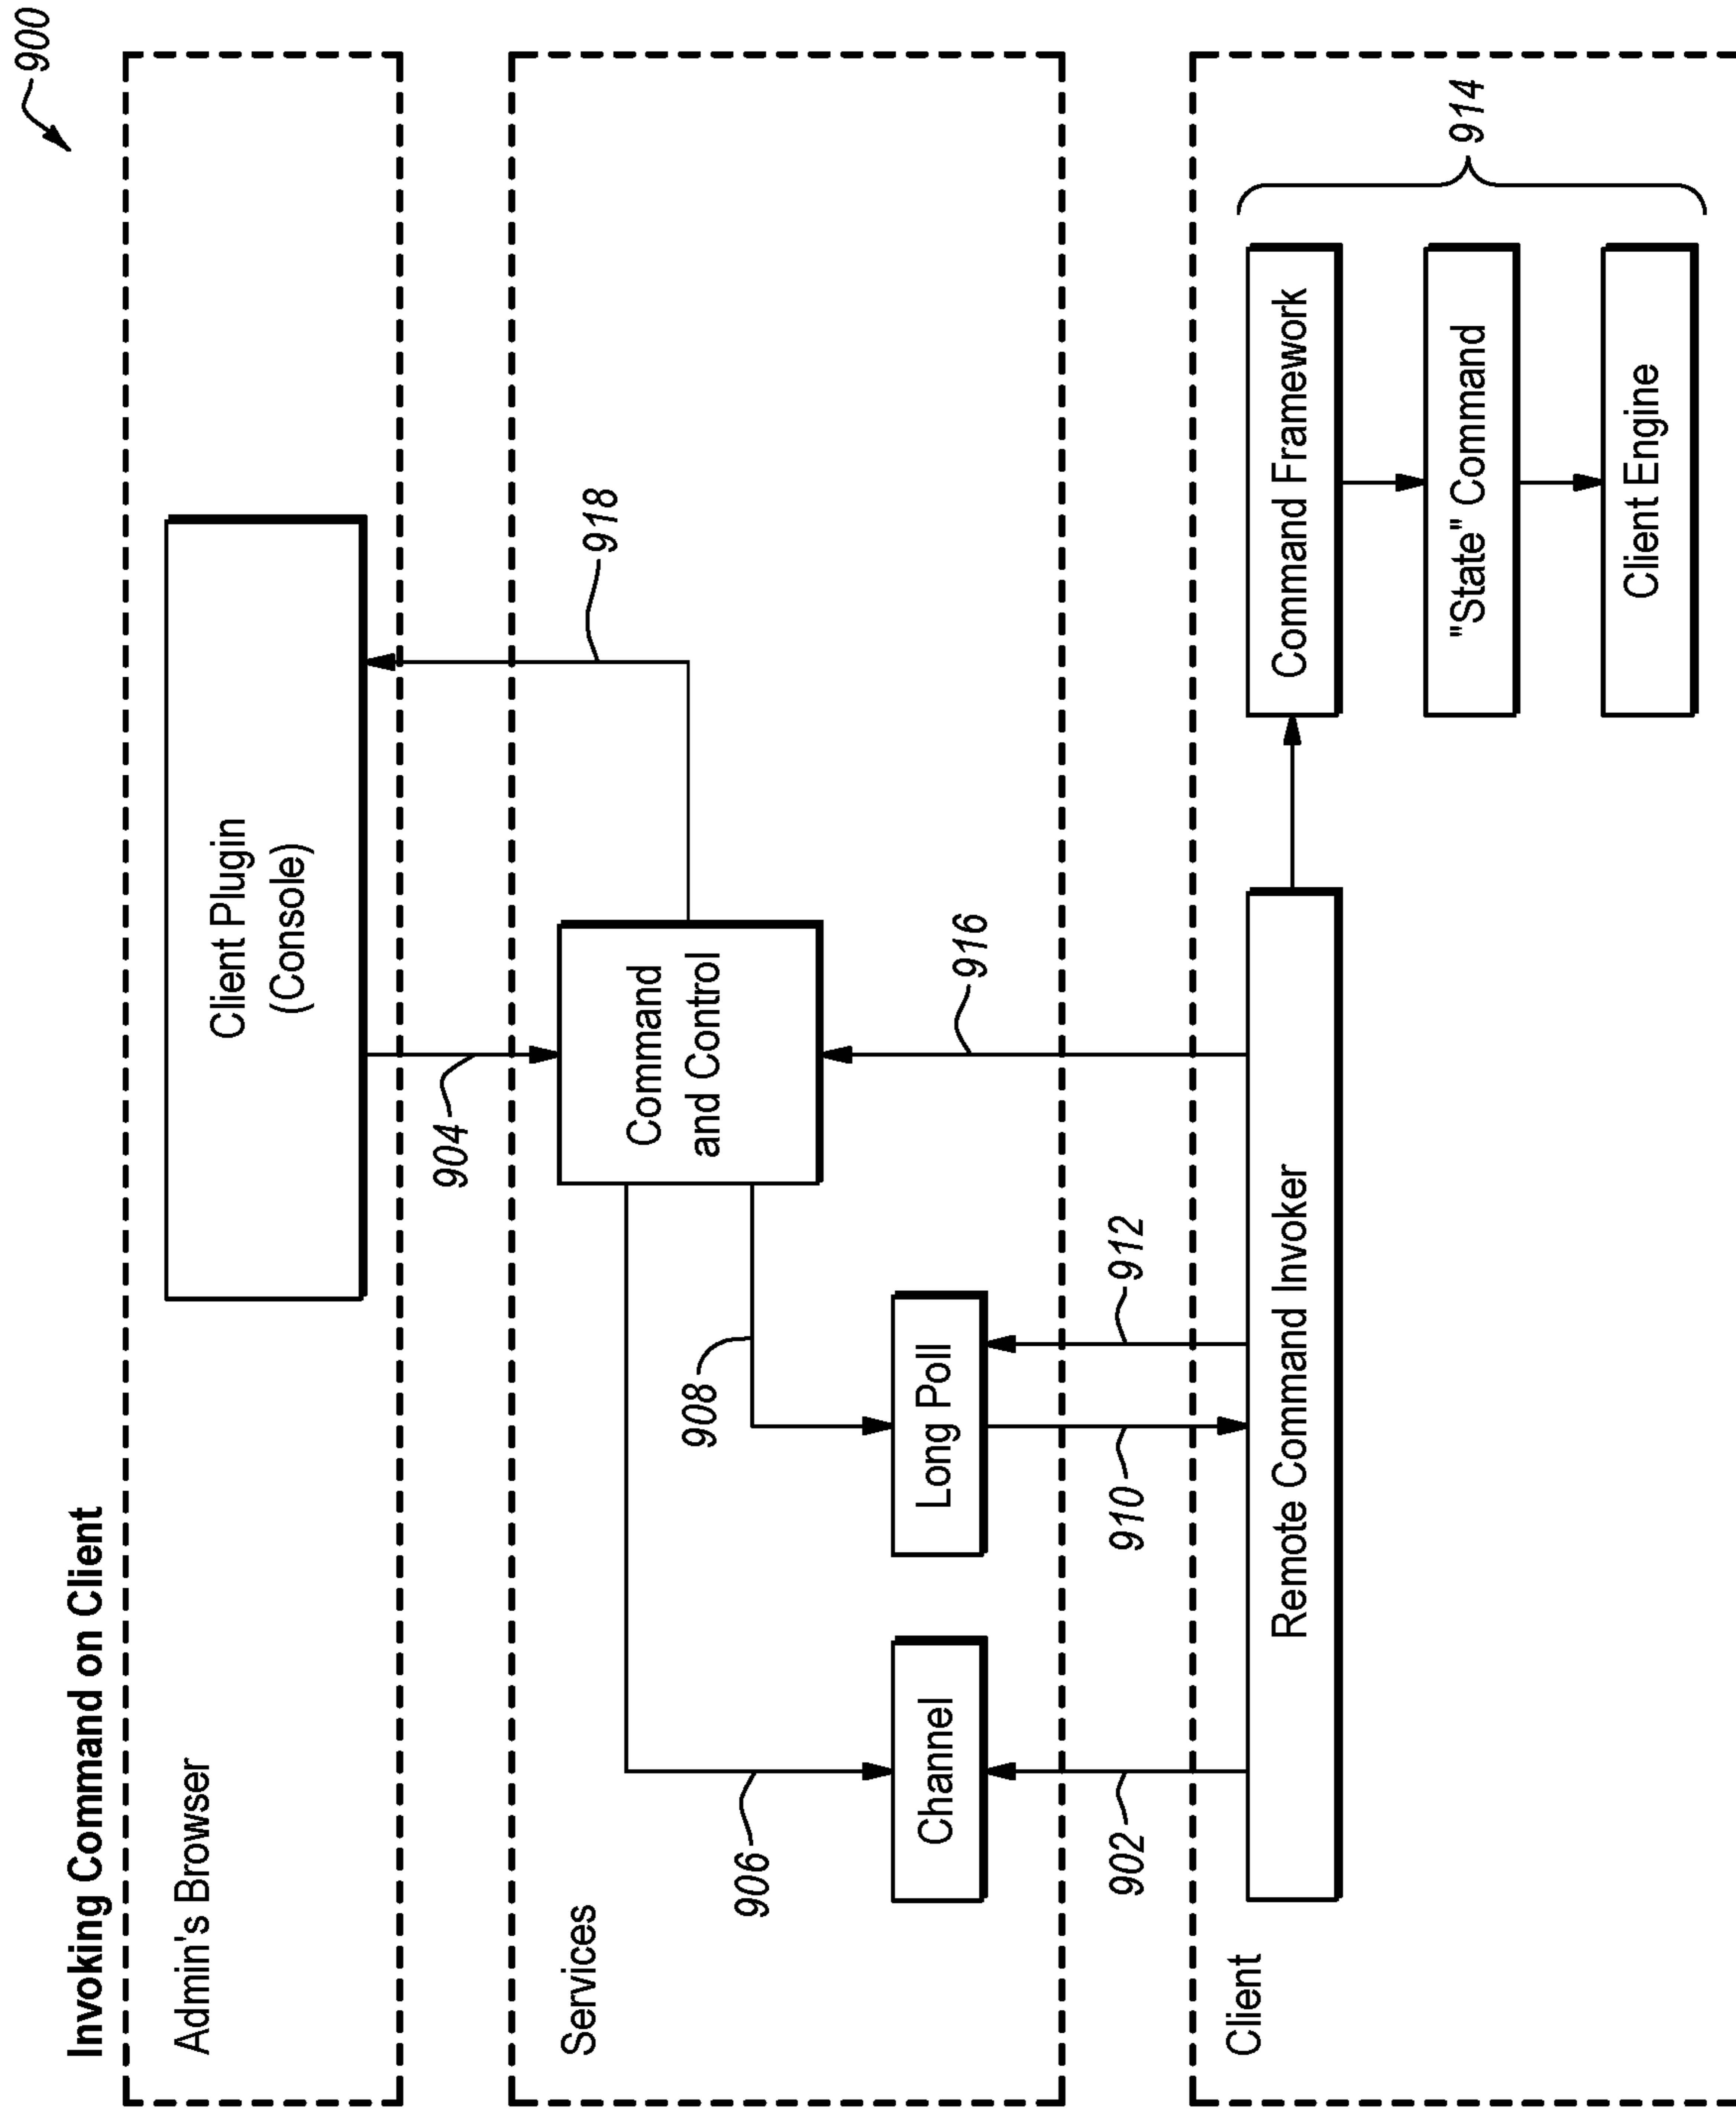 900
Invoking Command on Client
Admin's Browser
Client Plugin
(Console)
904
918
Services
Command
and Control
906
908
916
Channel
Long Poll
902
910
912
Client
Remote Command Invoker
Command Framework
"State" Command
Client Engine
914